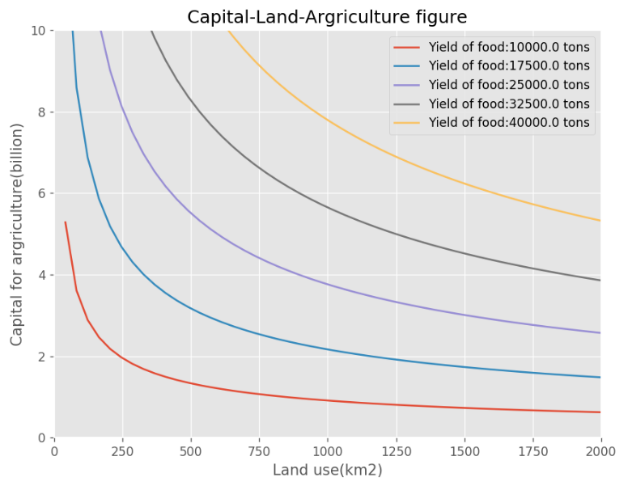 Capital-Land-Argriculture figure
Capital for argriculture(billion)
10
8
6
4
2
0
Yield of food:10000.0 tons
Yield of food:17500.0 tons
Yield of food:25000.0 tons
Yield of food:32500.0 tons
Yield of food:40000.0 tons
0 250 500 750 1000 1250 1500 1750 2000
Land use(km2)